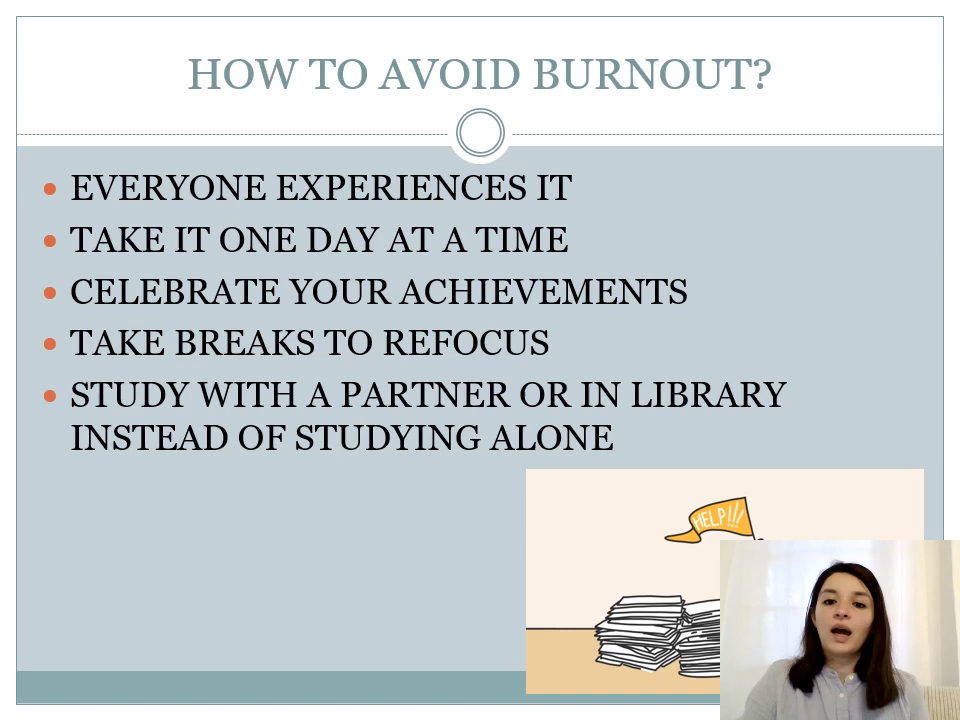 HOW TO AVOID BURNOUT?
• EVERYONE EXPERIENCES IT
• TAKE IT ONE DAY AT A TIME
• CELEBRATE YOUR ACHIEVEMENTS
• TAKE BREAKS TO REFOCUS
• STUDY WITH A PARTNER OR IN LIBRARY
INSTEAD OF STUDYING ALONE
HELP!!!